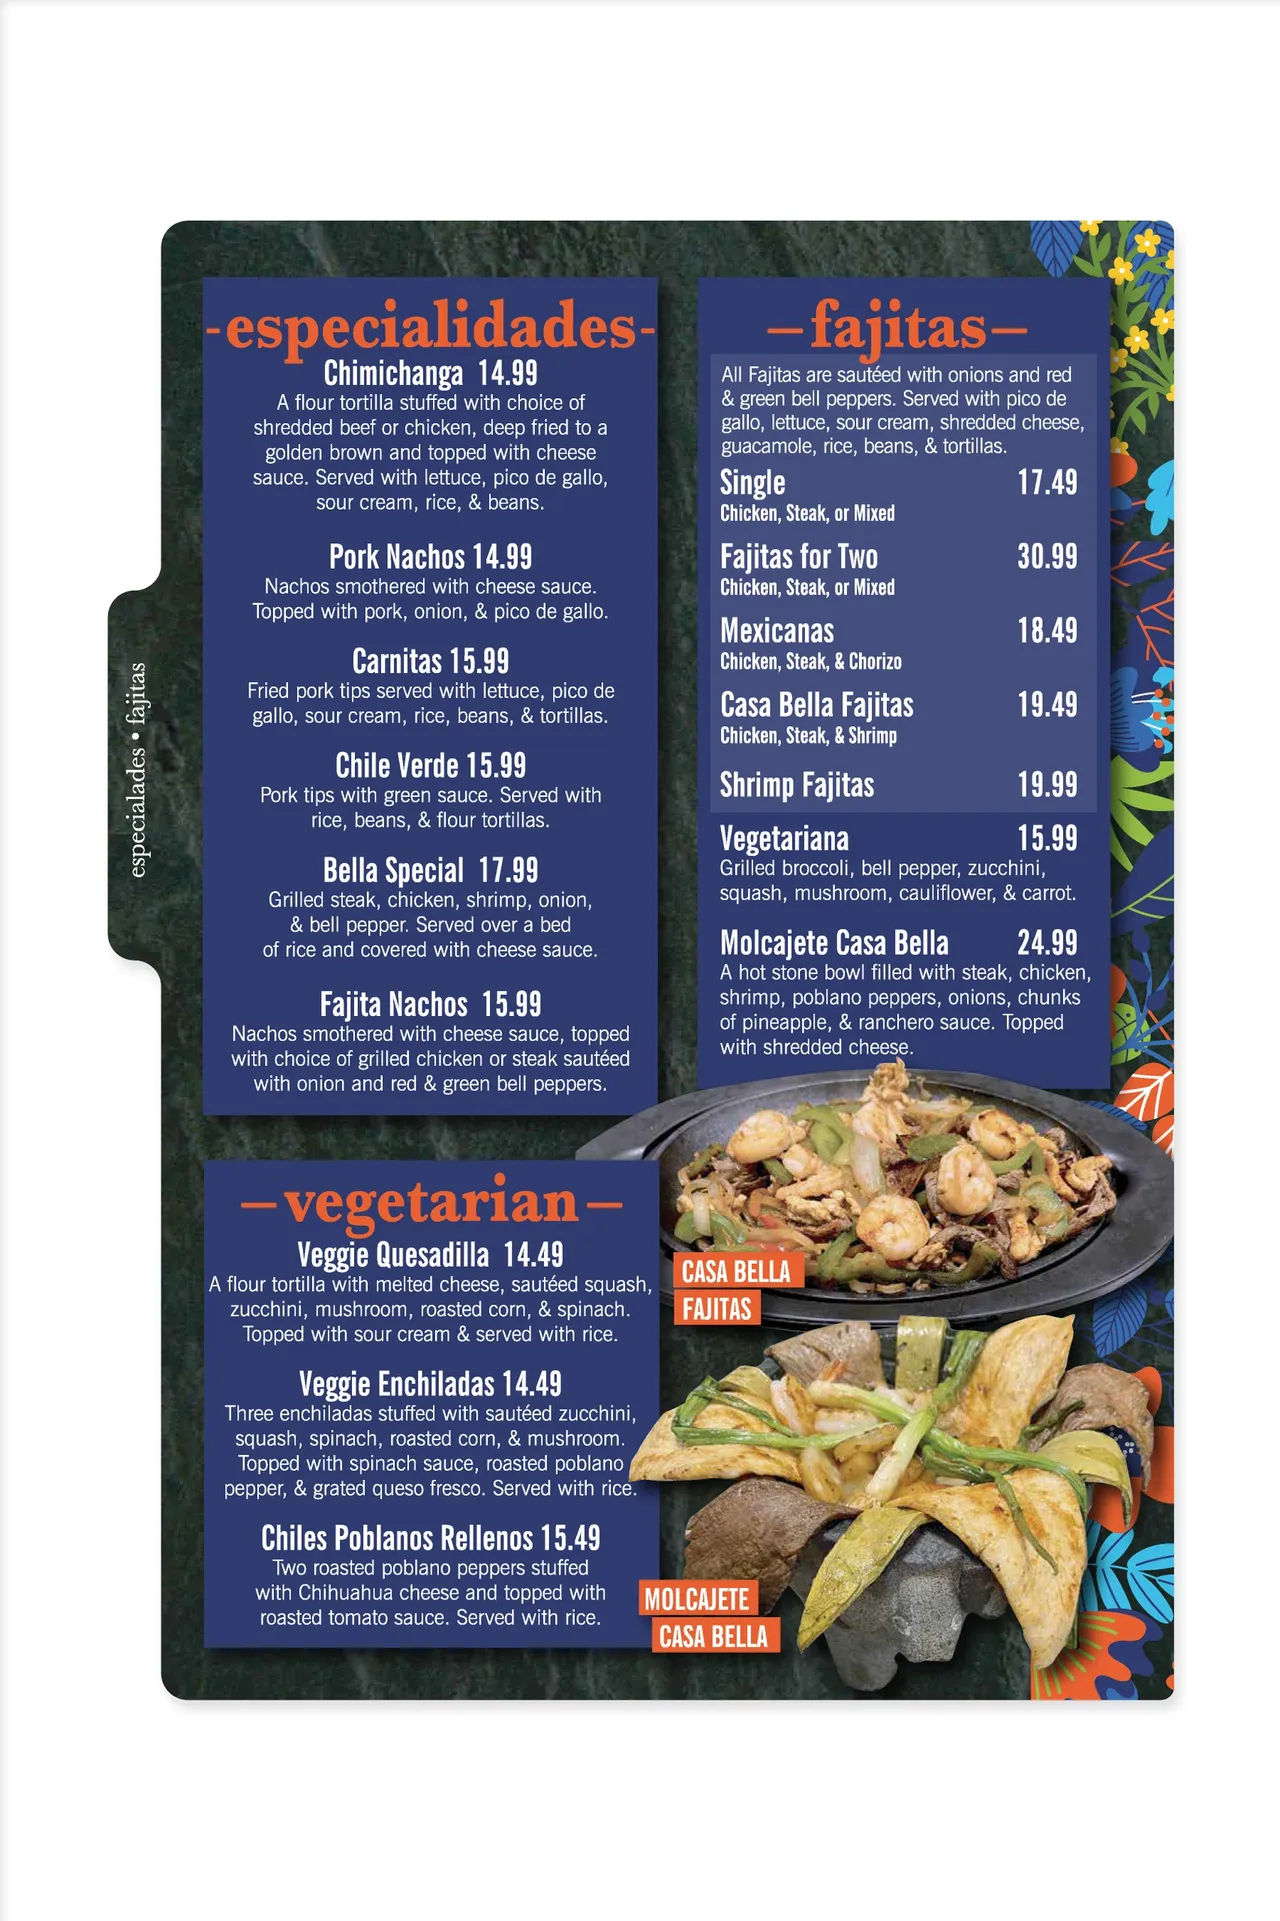 especialades • fajitas
-especialidades-
Chimichanga 14.99
A flour tortilla stuffed with choice of
shredded beef or chicken, deep fried to a
golden brown and topped with cheese
sauce. Served with lettuce, pico de gallo,
sour cream, rice, & beans.
Pork Nachos 14.99
Nachos smothered with cheese sauce.
Topped with pork, onion, & pico de gallo.
Carnitas 15.99
Fried pork tips served with lettuce, pico de
gallo, sour cream, rice, beans, & tortillas.
Chile Verde 15.99
Pork tips with green sauce. Served with
rice, beans, & flour tortillas.
Bella Special 17.99
Grilled steak, chicken, shrimp, onion,
& bell pepper. Served over a bed
of rice and covered with cheese sauce.
Fajita Nachos 15.99
Nachos smothered with cheese sauce, topped
with choice of grilled chicken or steak sautéed
with onion and red & green bell peppers.
—vegetarian—
Veggie Quesadilla 14.49
A flour tortilla with melted cheese, sautéed squash,
zucchini, mushroom, roasted corn, & spinach.
Topped with sour cream & served with rice.
Veggie Enchiladas 14.49
Three enchiladas stuffed with sautéed zucchini,
squash, spinach, roasted corn, & mushroom.
Topped with spinach sauce, roasted poblano
pepper, & grated queso fresco. Served with rice.
Chiles Poblanos Rellenos 15.49
Two roasted poblano peppers stuffed
with Chihuahua cheese and topped with
roasted tomato sauce. Served with rice.
—fajitas—
All Fajitas are sautéed with onions and red
& green bell peppers. Served with pico de
gallo, lettuce, sour cream, shredded cheese,
guacamole, rice, beans, & tortillas.
Single 17.49
Chicken, Steak, or Mixed
Fajitas for Two 30.99
Chicken, Steak, or Mixed
Mexicanas 18.49
Chicken, Steak, & Chorizo
Casa Bella Fajitas 19.49
Chicken, Steak, & Shrimp
Shrimp Fajitas 19.99
Vegetariana 15.99
Grilled broccoli, bell pepper, zucchini,
squash, mushroom, cauliflower, & carrot.
Molcajete Casa Bella 24.99
A hot stone bowl filled with steak, chicken,
shrimp, poblano peppers, onions, chunks
of pineapple, & ranchero sauce. Topped
with shredded cheese.
CASA BELLA
FAJITAS
MOLCAJETE
CASA BELLA